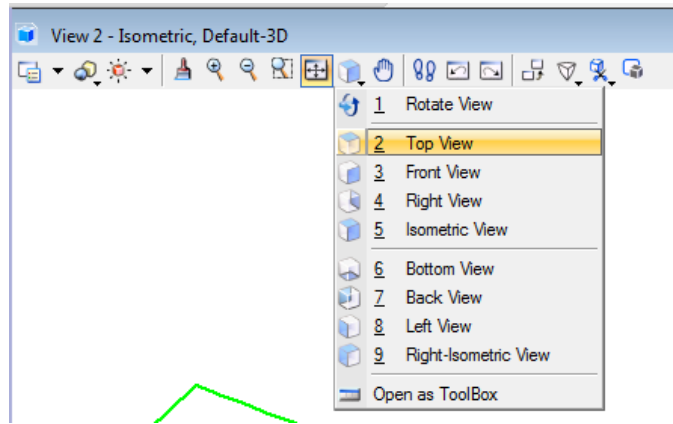 View 2 - Isometric, Default-3D
1 Rotate View
2 Top View
3 Front View
4 Right View
5 Isometric View
6 Bottom View
7 Back View
8 Left View
9 Right-Isometric View
Open as ToolBox